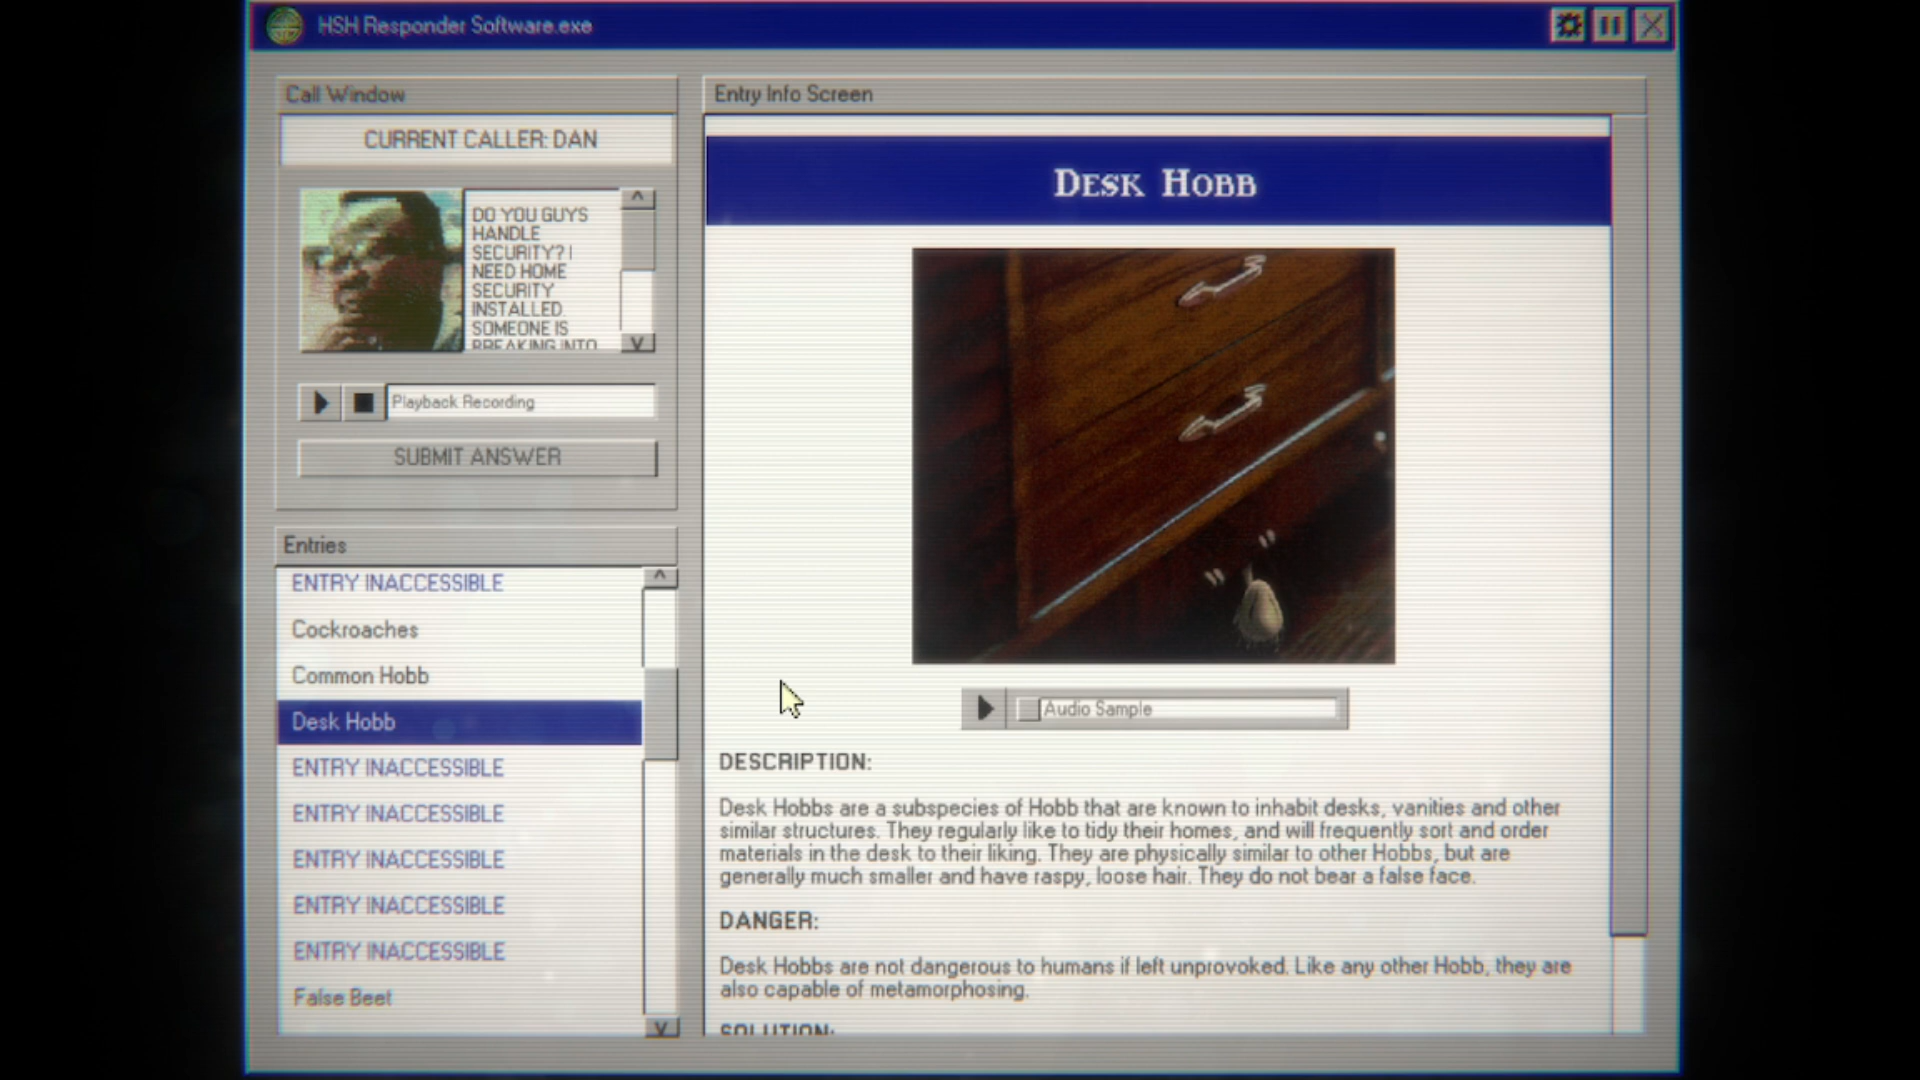 HSH Responder Software.exe
Call Window
CURRENT CALLER: DAN
DO YOU GUYS
HANDLE
SECURITY? I
NEED HOME
SECURITY
INSTALLED.
SOMEONE IS
BREAKING INTO
Playback Recording
SUBMIT ANSWER
Entries
ENTRY INACCESSIBLE
Cockroaches
Common Hobb
Desk Hobb
ENTRY INACCESSIBLE
ENTRY INACCESSIBLE
ENTRY INACCESSIBLE
ENTRY INACCESSIBLE
ENTRY INACCESSIBLE
False Beet
Entry Info Screen
Desk Hobb
Audio Sample
DESCRIPTION:
Desk Hobbs are a subspecies of Hobb that are known to inhabit desks, vanities and other
similar structures. They regularly like to tidy their homes, and will frequently sort and order
materials in the desk to their liking. They are physically similar to other Hobbs, but are
generally much smaller and have raspy, loose hair. They do not bear a false face.
DANGER:
Desk Hobbs are not dangerous to humans if left unprovoked. Like any other Hobb, they are
also capable of metamorphosing.
SOLUTION: